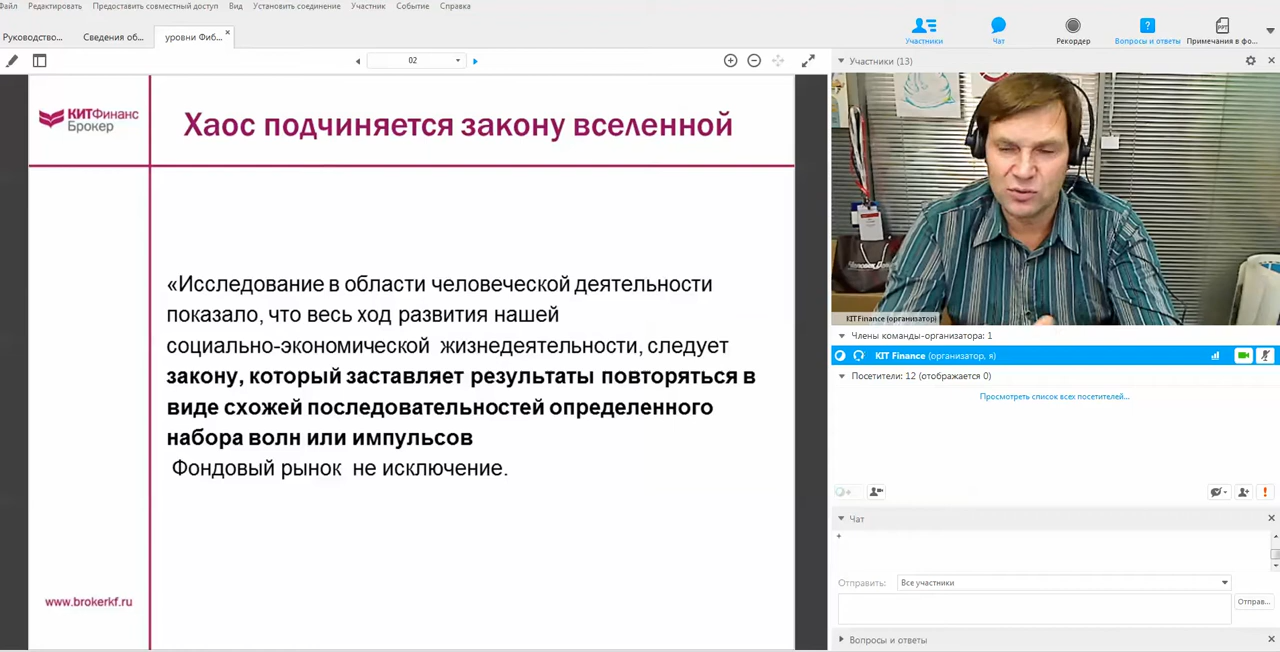 Файл Редактировать Предоставить совместный доступ Вид Установить соединение Участник Событие Справка
Руководство... Сведения об... уровни Фиб...
Участники Чат Рекордер Вопросы и ответы Примечания в фо...
02
Участники (13)
КИТФинанс
Брокер
Хаос подчиняется закону вселенной
«Исследование в области человеческой деятельности
показало, что весь ход развития нашей
социально-экономической жизнедеятельности, следует
закону, который заставляет результаты повторяться в
виде схожей последовательностей определенного
набора волн или импульсов
Фондовый рынок не исключение.
www.brokerkf.ru
KIT Finance (организатор)
Члены команды-организатора: 1
KIT Finance (организатор, я)
Посетители: 12 (отображается 0)
Просмотреть список всех посетителей...
Чат
+
Отправить: Все участники
Отправ...
Вопросы и ответы